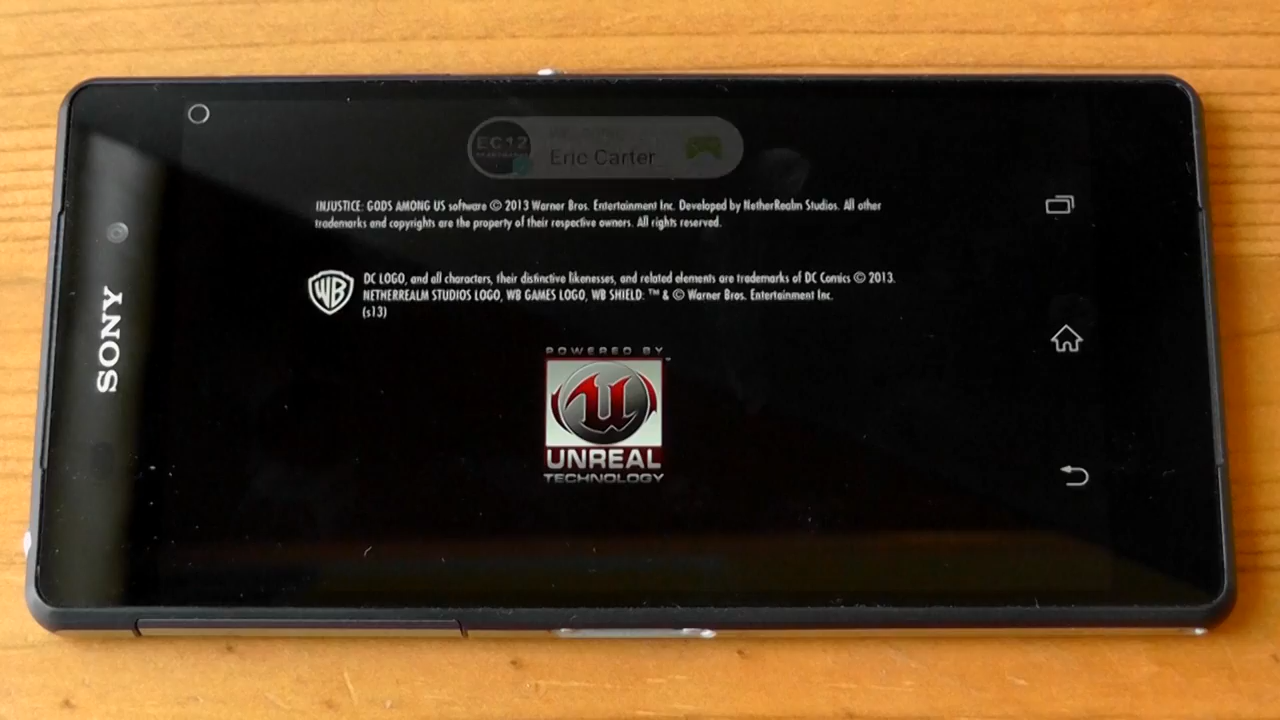 EC12
Eric Carter
INJUSTICE: GODS AMONG US software © 2013 Warner Bros. Entertainment Inc. Developed by NetherRealm Studios. All other
trademarks and copyrights are the property of their respective owners. All rights reserved.
WB
DC LOGO, and all characters, their distinctive likenesses, and related elements are trademarks of DC Comics © 2013.
NETHERREALM STUDIOS LOGO, WB GAMES LOGO, WB SHIELD: ™ & © Warner Bros. Entertainment Inc.
(s13)
SONY
POWERED BY
U
UNREAL
TECHNOLOGY